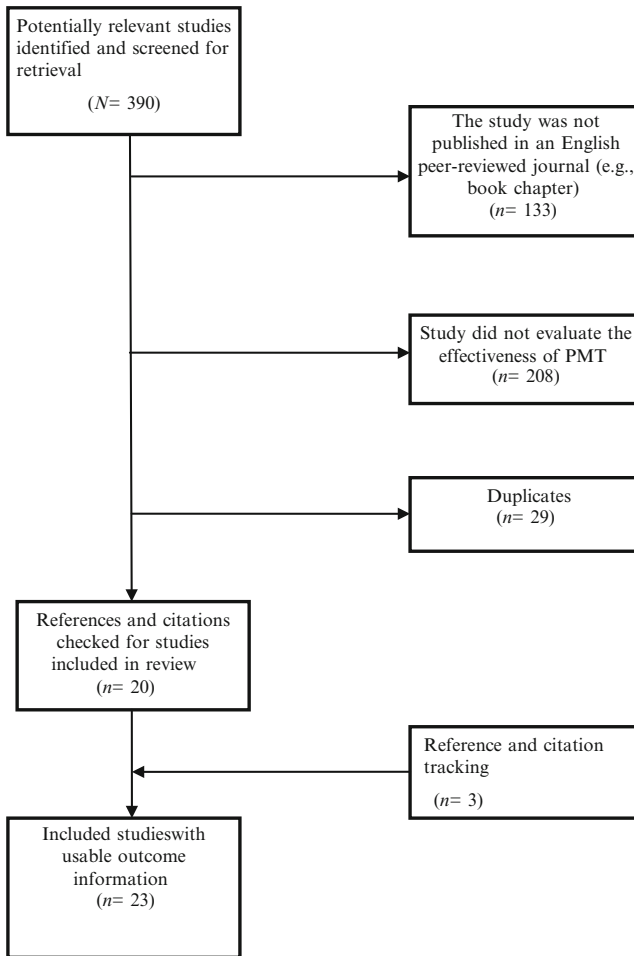 Potentially relevant studies
identified and screened for
retrieval
(N= 390)
The study was not
published in an English
peer-reviewed journal (e.g.,
book chapter)
(n= 133)
Study did not evaluate the
effectiveness of PMT
(n= 208)
Duplicates
(n= 29)
References and citations
checked for studies
included in review
(n= 20)
Reference and citation
tracking
(n= 3)
Included studieswith
usable outcome
information
(n= 23)